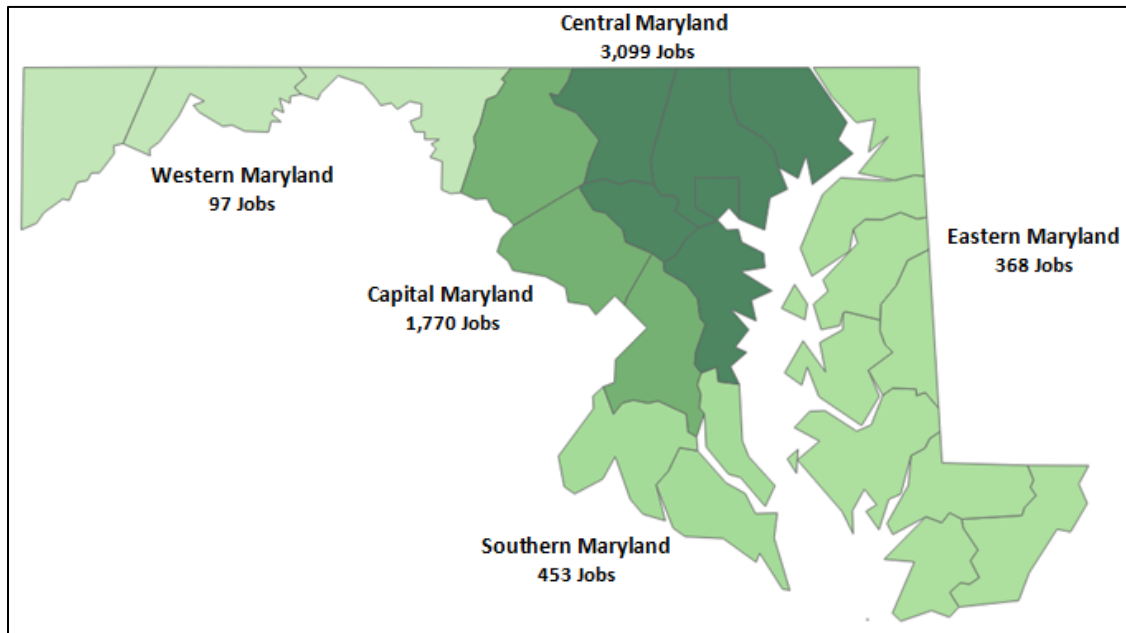 Central Maryland
3,099 Jobs
Western Maryland
97 Jobs
Eastern Maryland
368 Jobs
Capital Maryland
1,770 Jobs
Southern Maryland
453 Jobs